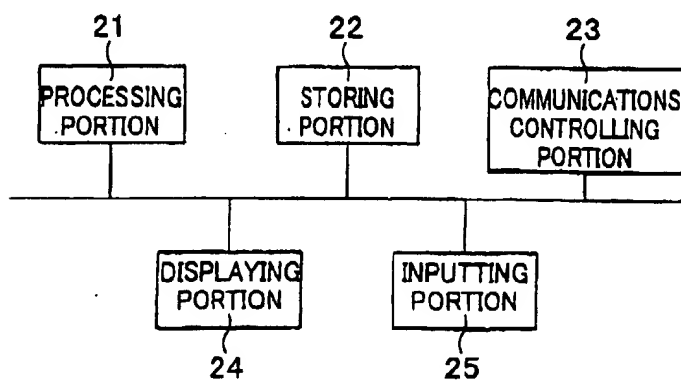 21
22
23
PROCESSING
PORTION
STORING
PORTION
COMMUNICATIONS
CONTROLLING
PORTION
DISPLAYING
PORTION
INPUTTING
PORTION
24
25